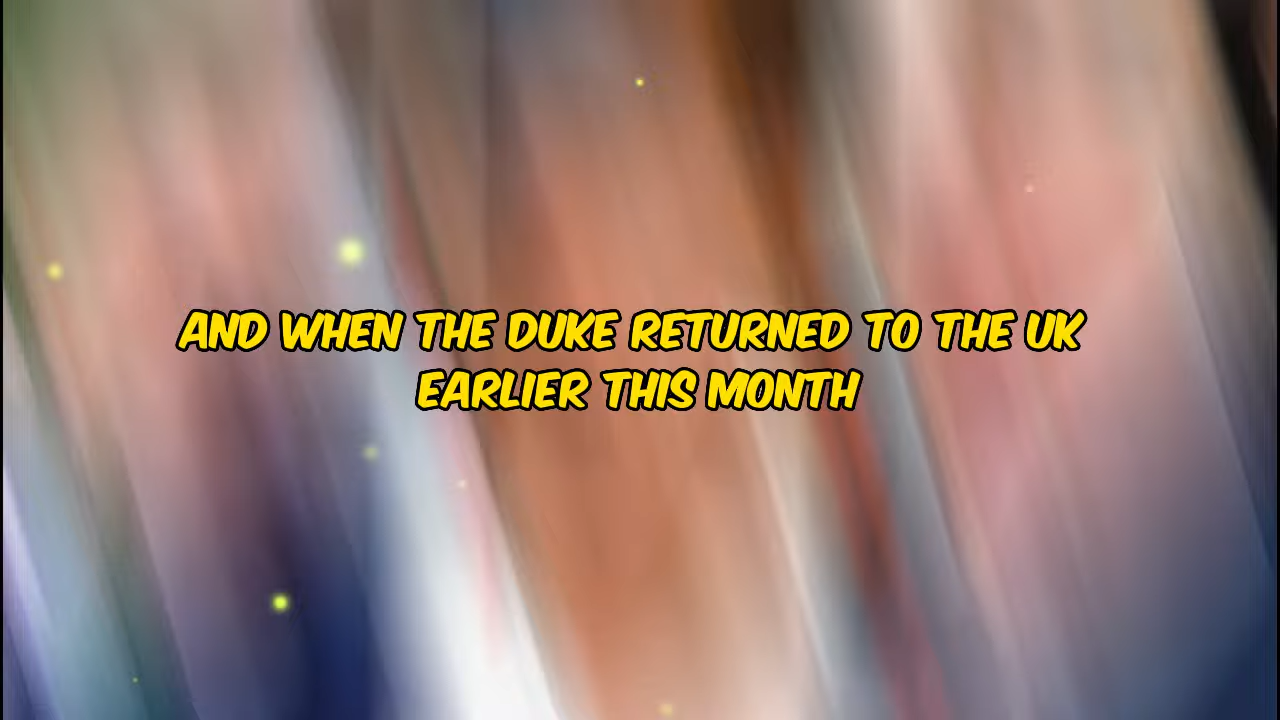 AND WHEN THE DUKE RETURNED TO THE UK
EARLIER THIS MONTH